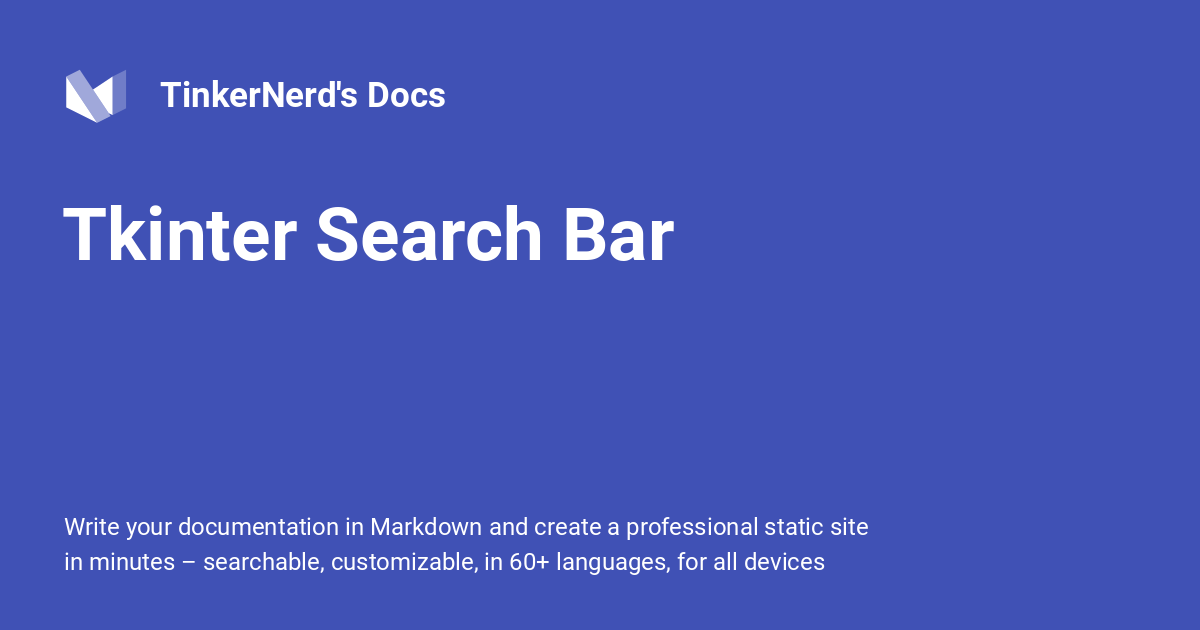 TinkerNerd's Docs
Tkinter Search Bar
Write your documentation in Markdown and create a professional static site
in minutes – searchable, customizable, in 60+ languages, for all devices